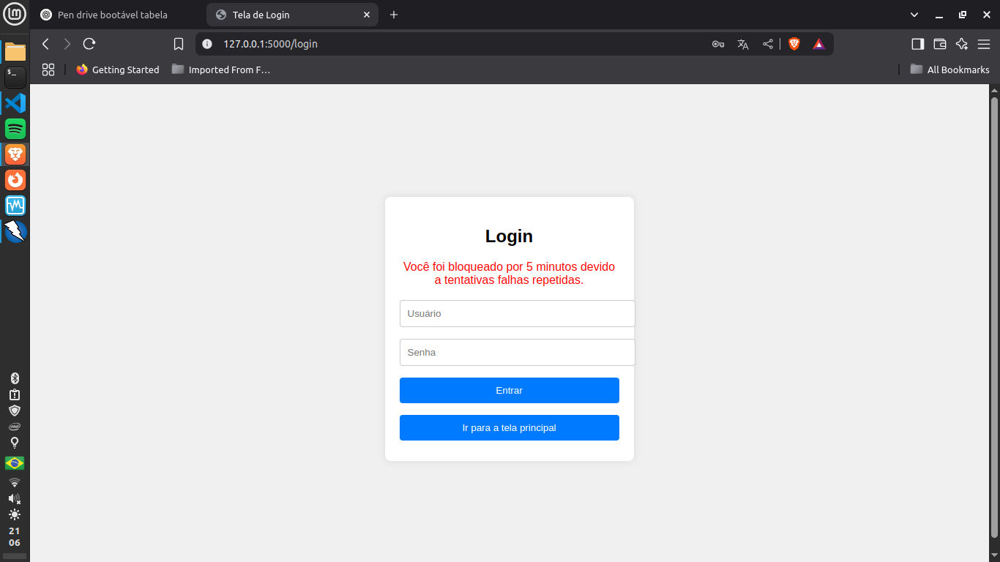 Pen drive bootável tabela
Tela de Login
127.0.0.1:5000/login
Getting Started
Imported From F...
All Bookmarks
Login
Você foi bloqueado por 5 minutos devido
a tentativas falhas repetidas.
Usuário
Senha
Entrar
Ir para a tela principal
intel
21
06